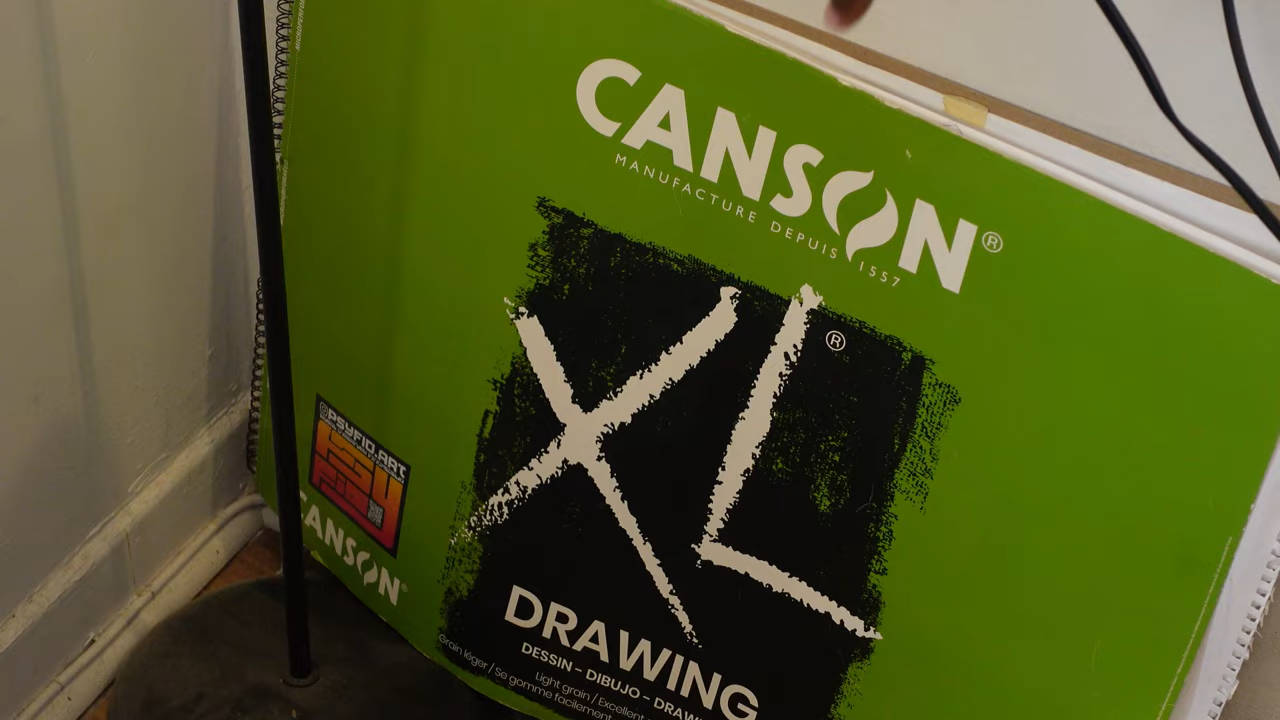 CANSON®
MANUFACTURE DEPUIS 1557
XL®
@PSYFIO.ART
CANSON®
DRAWING
DESSIN – DIBUJO – DRAW
Grain léger / Se gomme facilement
Light grain / Excellent